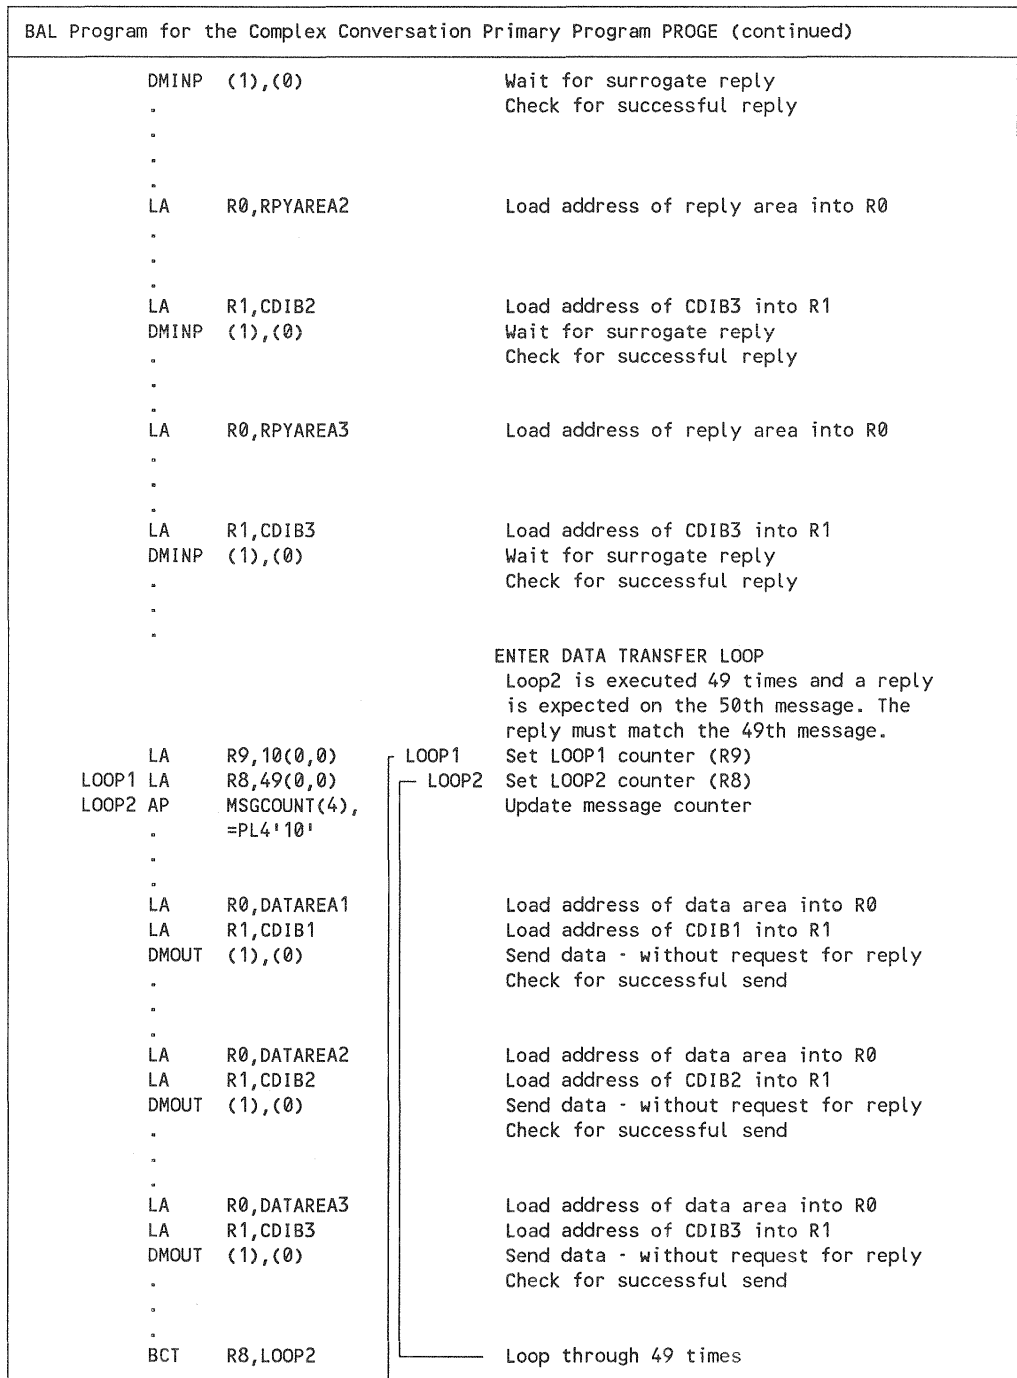 BAL Program for the Complex Conversation Primary Program PROGE (continued)
DMINP (1),(0) Wait for surrogate reply
. Check for successful reply
.
.
.
LA R0,RPYAREA2 Load address of reply area into R0
.
.
.
LA R1,CDIB2 Load address of CDIB3 into R1
DMINP (1),(0) Wait for surrogate reply
. Check for successful reply
.
.
LA R0,RPYAREA3 Load address of reply area into R0
.
.
.
LA R1,CDIB3 Load address of CDIB3 into R1
DMINP (1),(0) Wait for surrogate reply
. Check for successful reply
.
.
ENTER DATA TRANSFER LOOP
Loop2 is executed 49 times and a reply
is expected on the 50th message. The
reply must match the 49th message.
LA R9,10(0,0) LOOP1 Set LOOP1 counter (R9)
LOOP1 LA R8,49(0,0) LOOP2 Set LOOP2 counter (R8)
LOOP2 AP MSGCOUNT(4), Update message counter
. =PL4'10'
.
.
LA R0,DATAREA1 Load address of data area into R0
LA R1,CDIB1 Load address of CDIB1 into R1
DMOUT (1),(0) Send data - without request for reply
. Check for successful send
.
.
LA R0,DATAREA2 Load address of data area into R0
LA R1,CDIB2 Load address of CDIB2 into R1
DMOUT (1),(0) Send data - without request for reply
. Check for successful send
.
.
LA R0,DATAREA3 Load address of data area into R0
LA R1,CDIB3 Load address of CDIB3 into R1
DMOUT (1),(0) Send data - without request for reply
. Check for successful send
.
.
BCT R8,LOOP2 Loop through 49 times